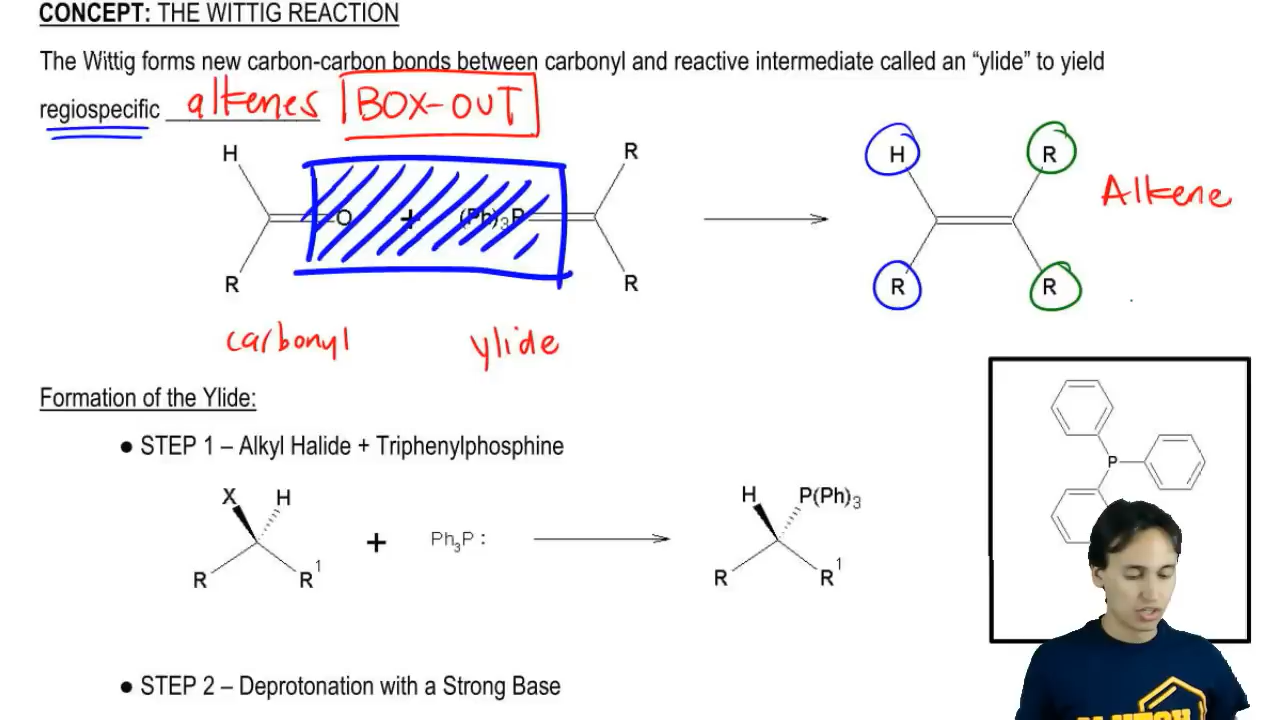 CONCEPT: THE WITTIG REACTION
The Wittig forms new carbon-carbon bonds between carbonyl and reactive intermediate called an “ylide” to yield
regiospecific alkenes BOX-OUT
H R H R
Alkene
O + (Ph)3P
R R R R
carbonyl ylide
Formation of the Ylide:
● STEP 1 – Alkyl Halide + Triphenylphosphine
P
X H H P(Ph)3
+ Ph3P :
R R1 R R1
● STEP 2 – Deprotonation with a Strong Base